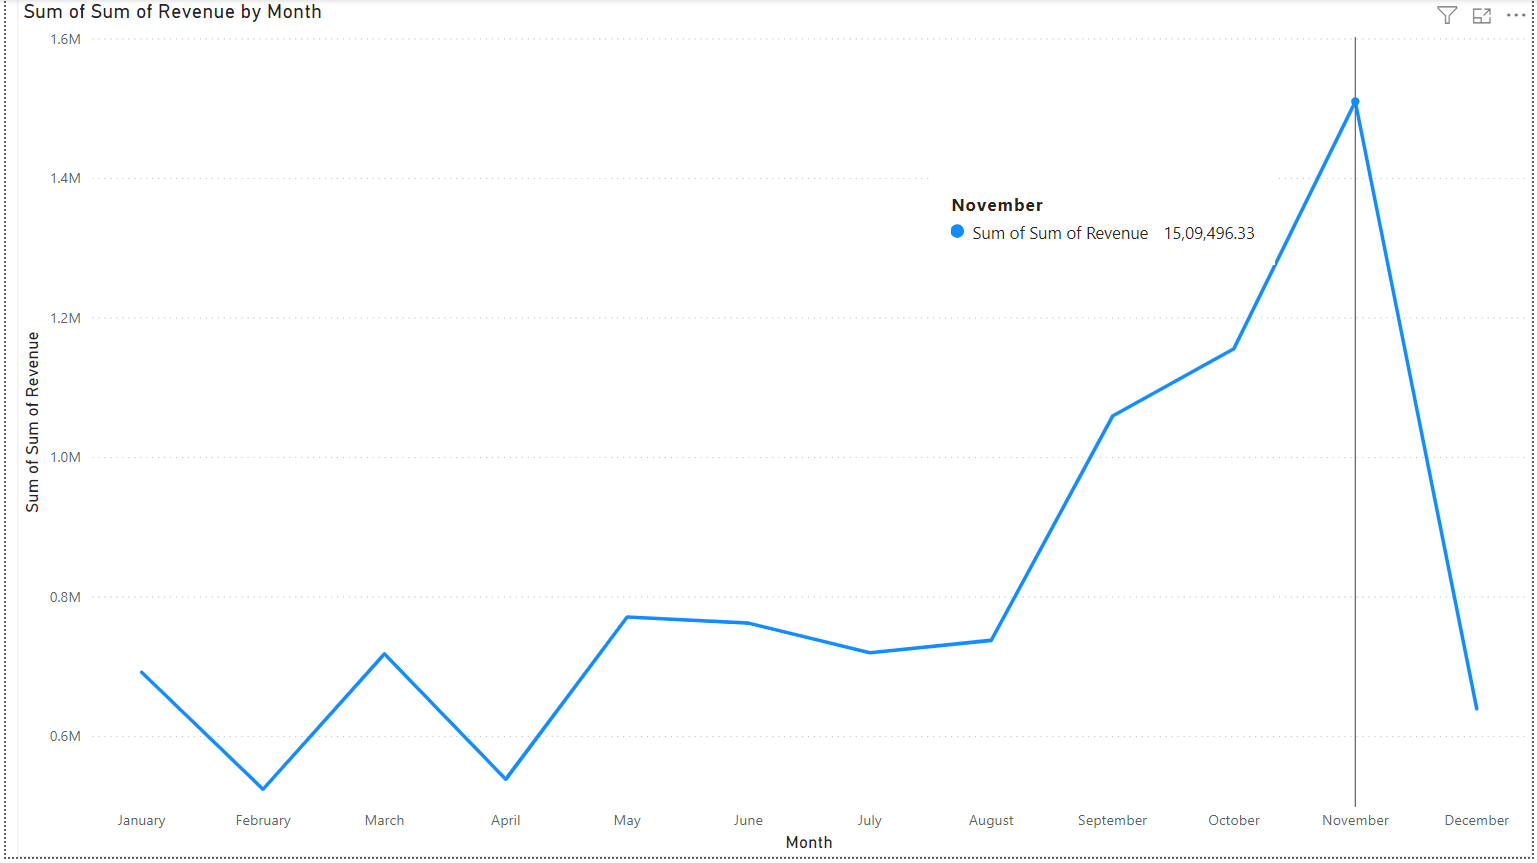 Sum of Sum of Revenue by Month
1.6M
1.4M
1.2M
1.0M
0.8M
0.6M
Sum of Sum of Revenue
November
Sum of Sum of Revenue 15,09,496.33
January February March April May June July August September October November December
Month